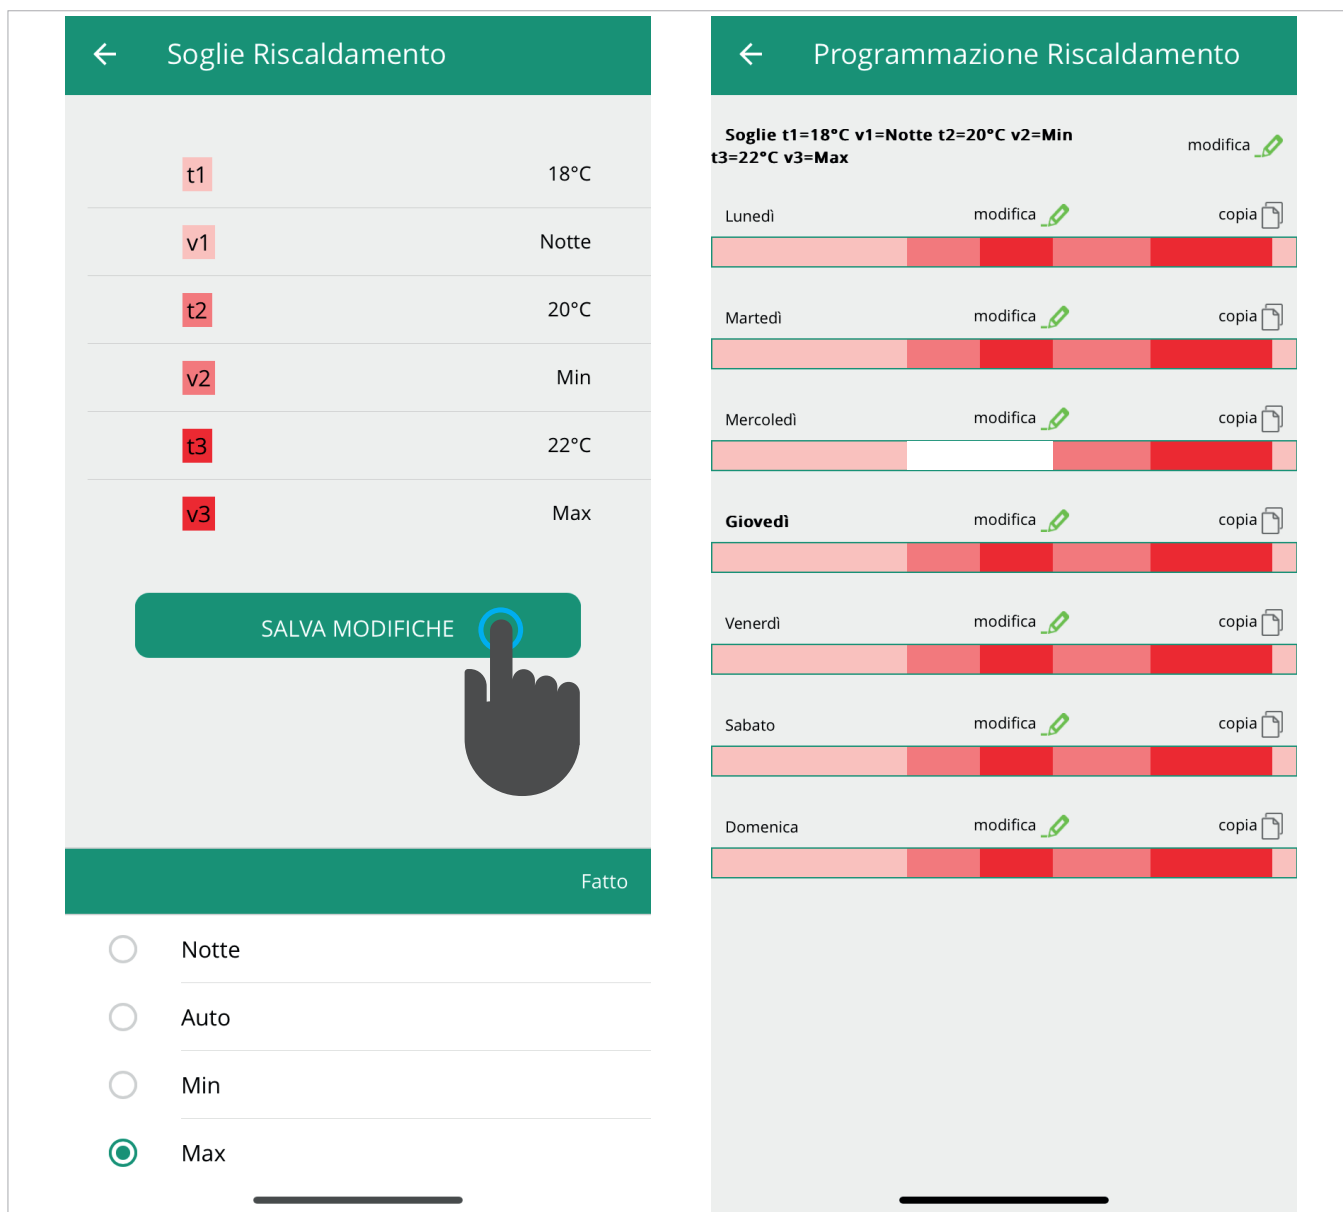 Soglie Riscaldamento
t1 18°C
v1 Notte
t2 20°C
v2 Min
t3 22°C
v3 Max
SALVA MODIFICHE
Fatto
Notte
Auto
Min
Max
Programmazione Riscaldamento
Soglie t1=18°C v1=Notte t2=20°C v2=Min
t3=22°C v3=Max
modifica
Lunedì modifica copia
Martedì modifica copia
Mercoledì modifica copia
Giovedì modifica copia
Venerdì modifica copia
Sabato modifica copia
Domenica modifica copia